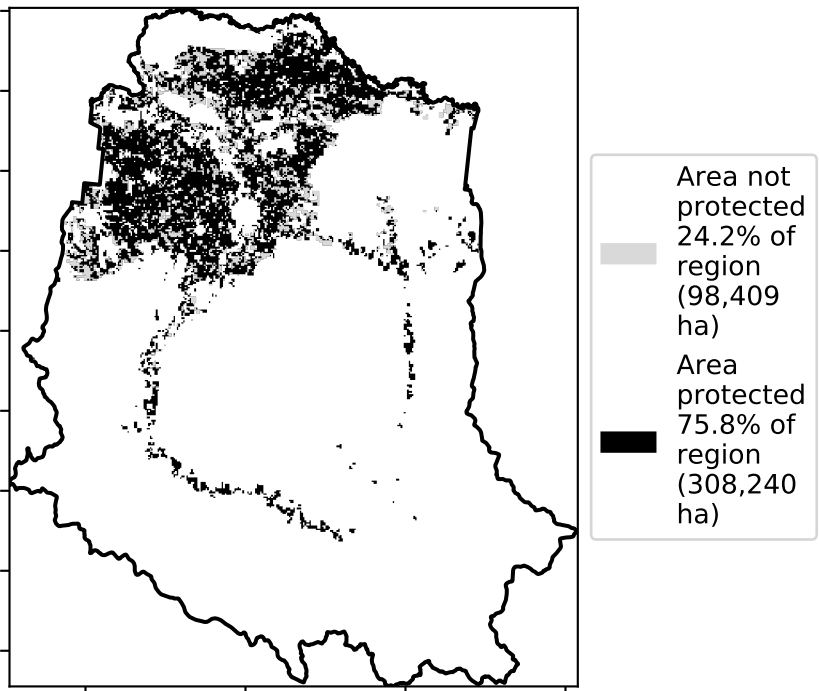 Area not
protected
24.2% of
region
(98,409
ha)
Area
protected
75.8% of
region
(308,240
ha)